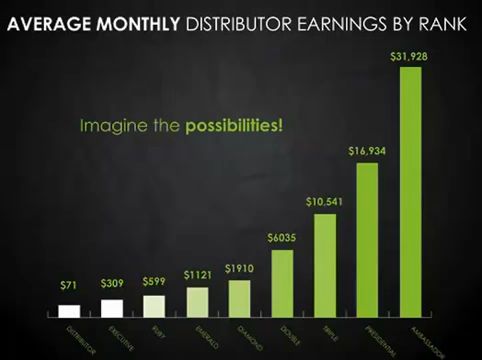 AVERAGE MONTHLY DISTRIBUTOR EARNINGS BY RANK
Imagine the possibilities!
$71
$309
$599
$1121
$1910
$6035
$10,541
$16,934
$31,928
DISTRIBUTOR
EXECUTIVE
RUBY
EMERALD
DIAMOND
DOUBLE
TRIPLE
PRESIDENTIAL
AMBASSADOR